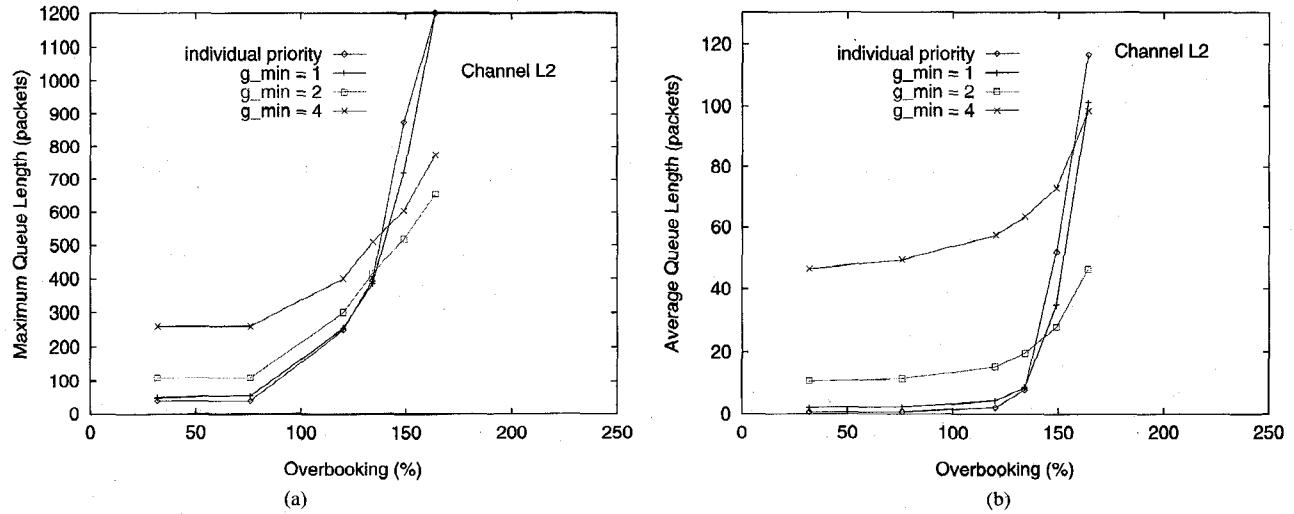 1200
1100
1000
900
800
700
600
500
400
300
200
100
0
Maximum Queue Length (packets)
individual priority
g_min = 1
g_min = 2
g_min = 4
Channel L2
0 50 100 150 200 250
Overbooking (%)
(a)
120
100
80
60
40
20
0
Average Queue Length (packets)
individual priority
g_min = 1
g_min = 2
g_min = 4
Channel L2
0 50 100 150 200 250
Overbooking (%)
(b)